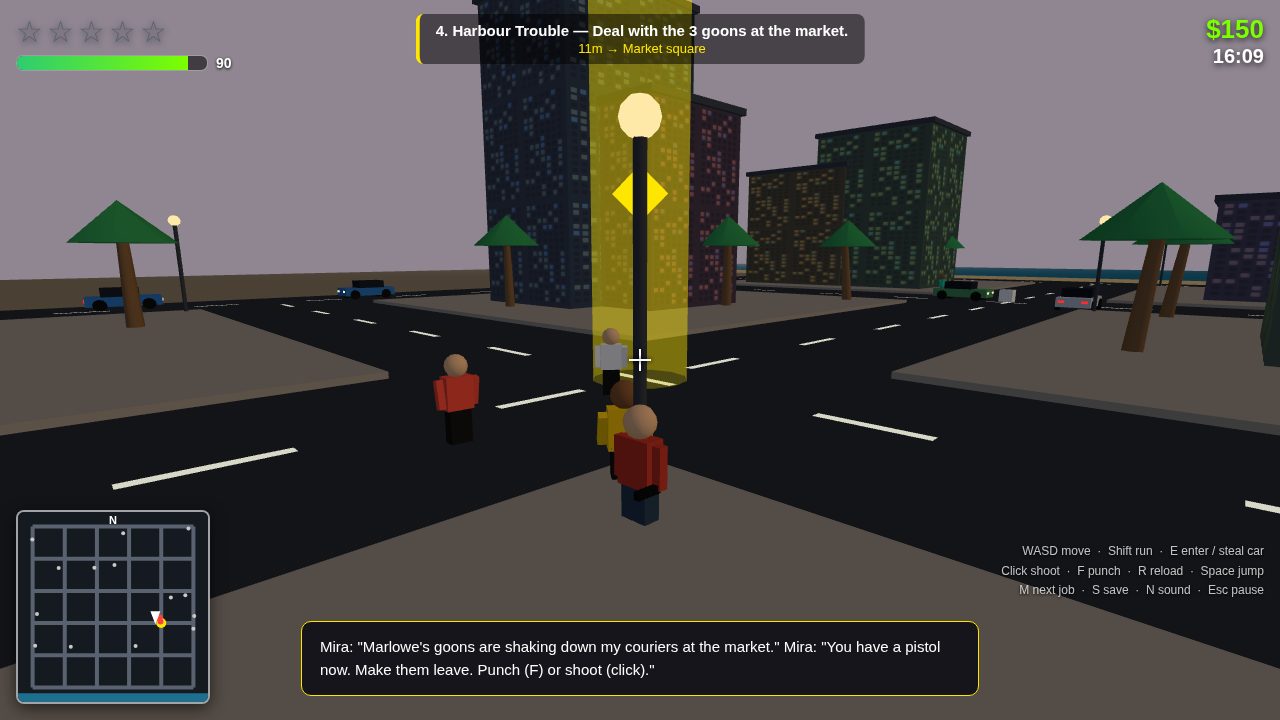 4. Harbour Trouble — Deal with the 3 goons at the market.
11m → Market square
90
$150
16:09
N
WASD move · Shift run · E enter / steal car
Click shoot · F punch · R reload · Space jump
M next job · S save · N sound · Esc pause
Mira: "Marlowe's goons are shaking down my couriers at the market." Mira: "You have a pistol
now. Make them leave. Punch (F) or shoot (click)."